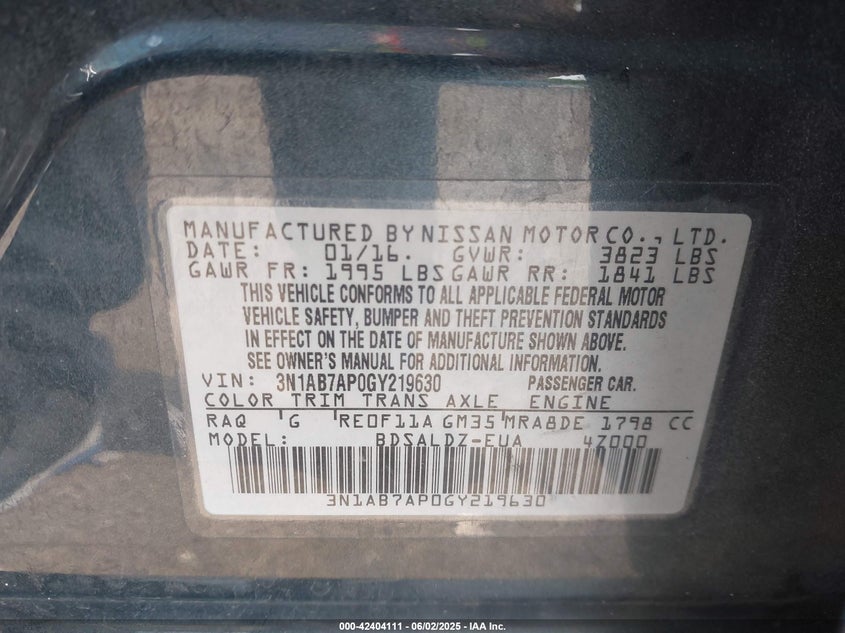 MANUFACTURED BY NISSAN MOTOR CO., LTD.
DATE: 01/16. GVWR: 3823 LBS
GAWR FR: 1995 LBS GAWR RR: 1841 LBS
THIS VEHICLE CONFORMS TO ALL APPLICABLE FEDERAL MOTOR
VEHICLE SAFETY, BUMPER AND THEFT PREVENTION STANDARDS
IN EFFECT ON THE DATE OF MANUFACTURE SHOWN ABOVE.
SEE OWNER'S MANUAL FOR ADDITIONAL INFORMATION.
VIN: 3N1AB7AP0GY219630 PASSENGER CAR.
COLOR TRIM TRANS AXLE ENGINE
RAQ G RE0F11A GM35 MRA8DE 1798 CC
MODEL: BDSALDZ-EUA 4Z000
3N1AB7AP0GY219630
000-42404111 - 06/02/2025 - IAA Inc.